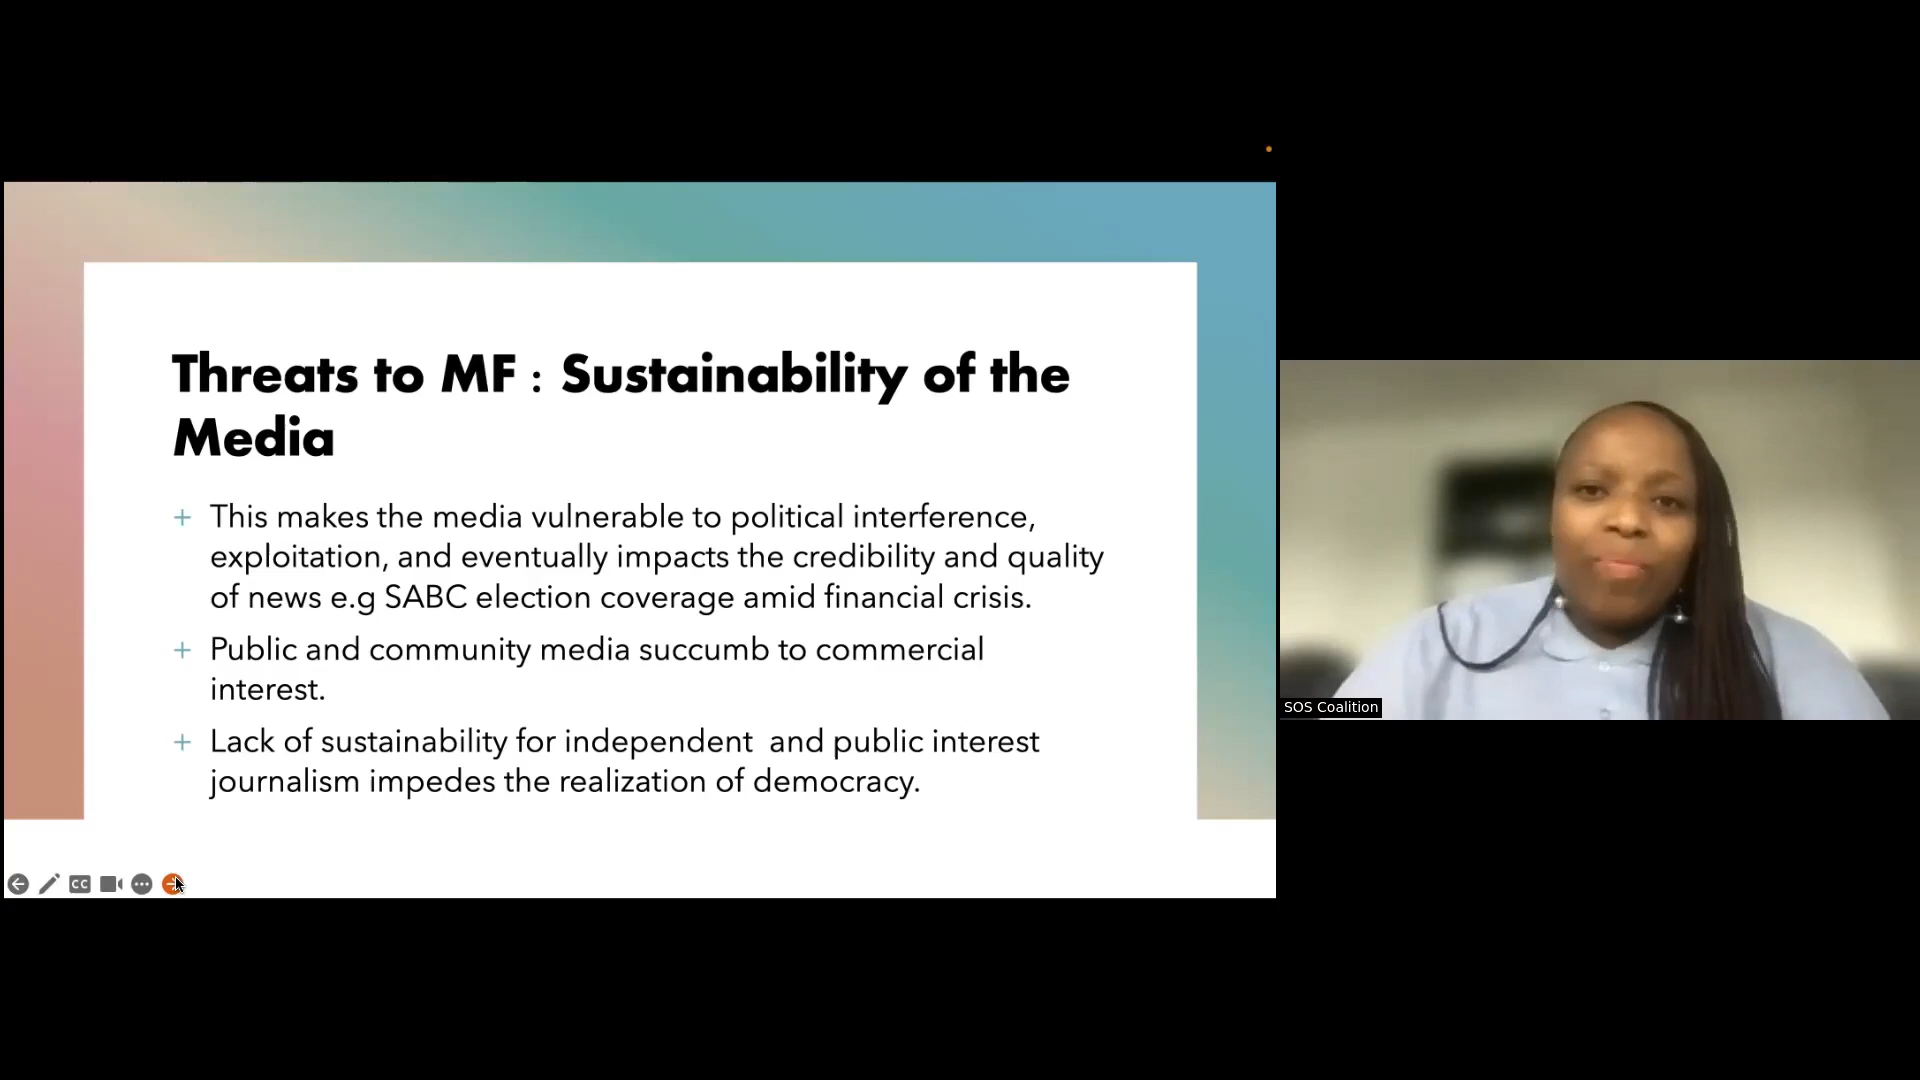 Threats to MF : Sustainability of the
Media
+ This makes the media vulnerable to political interference,
exploitation, and eventually impacts the credibility and quality
of news e.g SABC election coverage amid financial crisis.
+ Public and community media succumb to commercial
interest.
+ Lack of sustainability for independent  and public interest
journalism impedes the realization of democracy.
CC
SOS Coalition